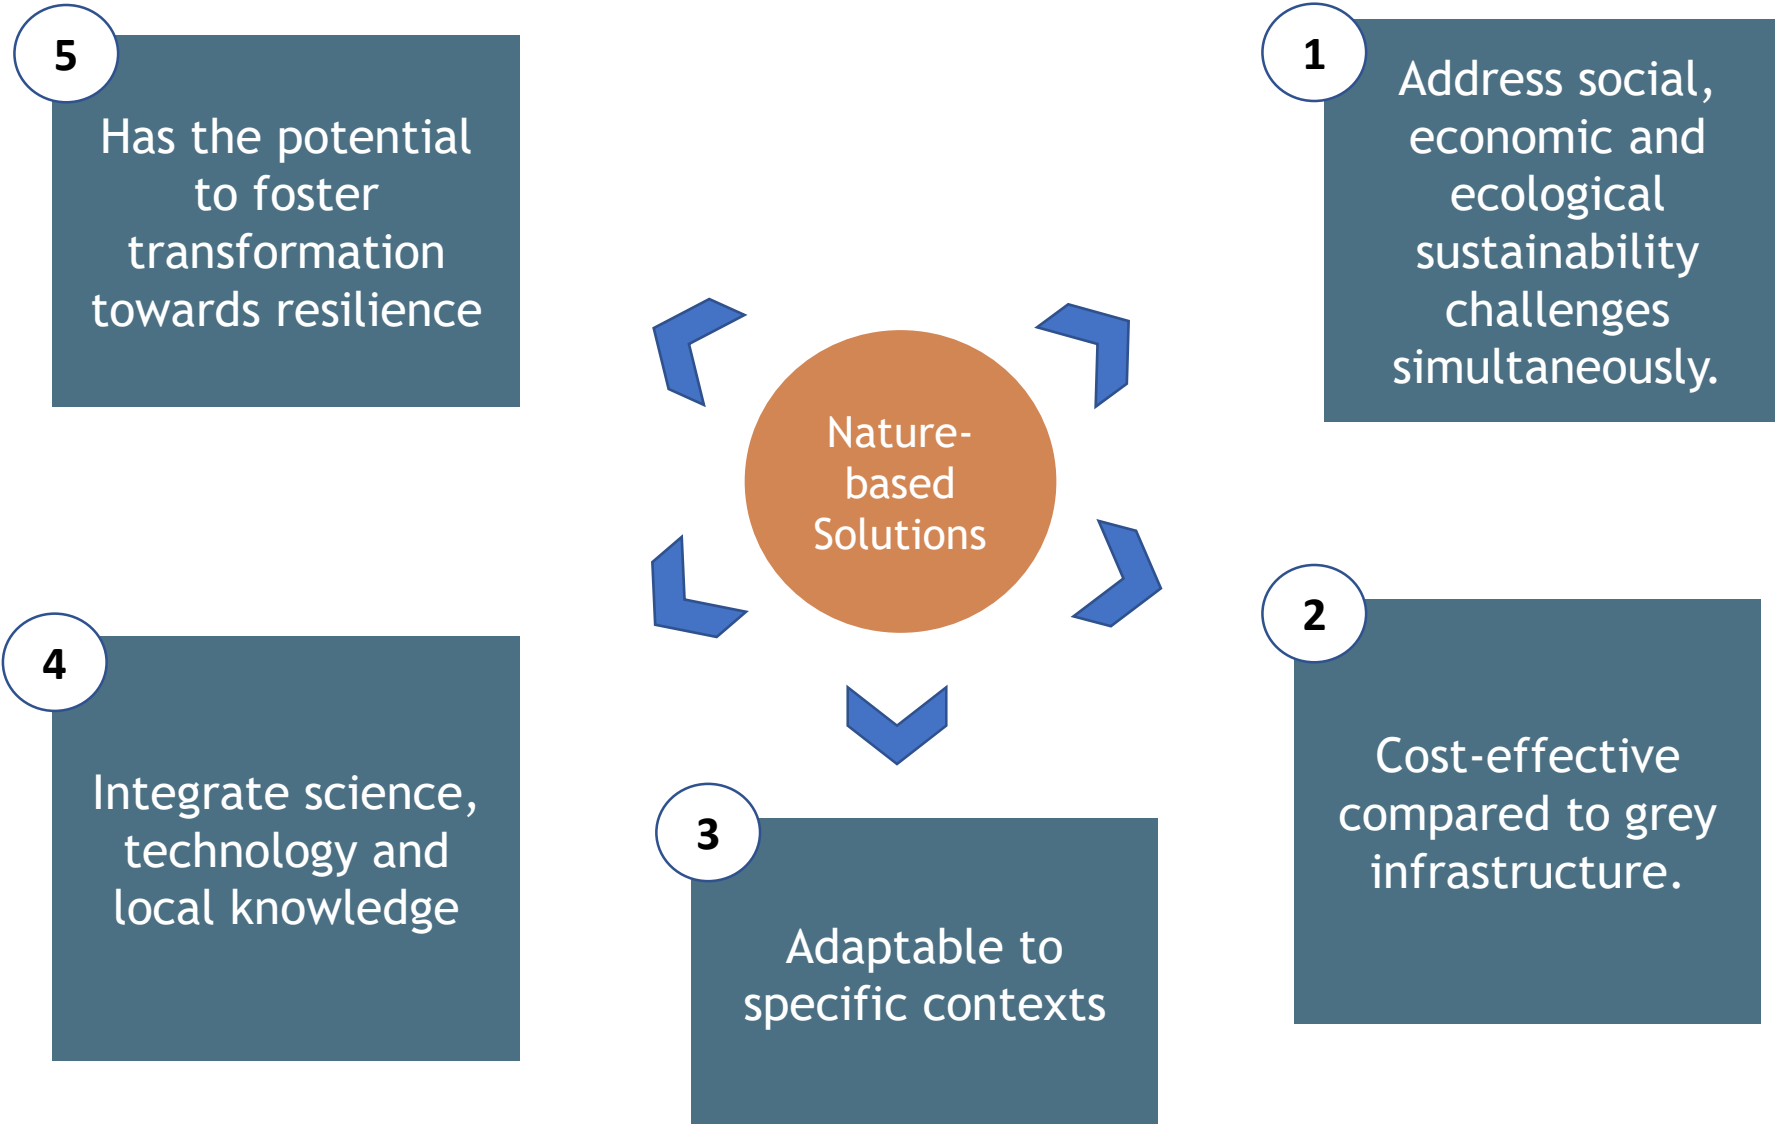 5
Has the potential
to foster
transformation
towards resilience
1
Address social,
economic and
ecological
sustainability
challenges
simultaneously.
Nature-
based
Solutions
4
Integrate science,
technology and
local knowledge
3
Adaptable to
specific contexts
2
Cost-effective
compared to grey
infrastructure.